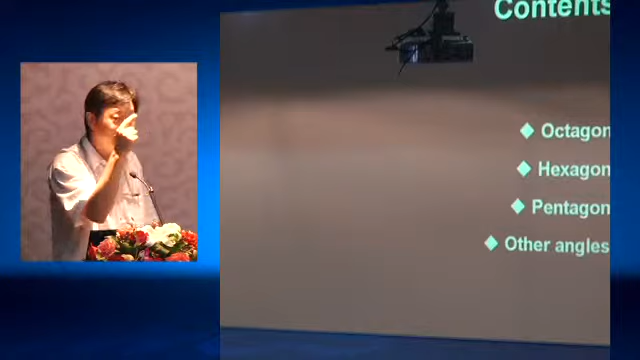 Contents
◆ Octagon
◆ Hexagon
◆ Pentagon
◆ Other angles